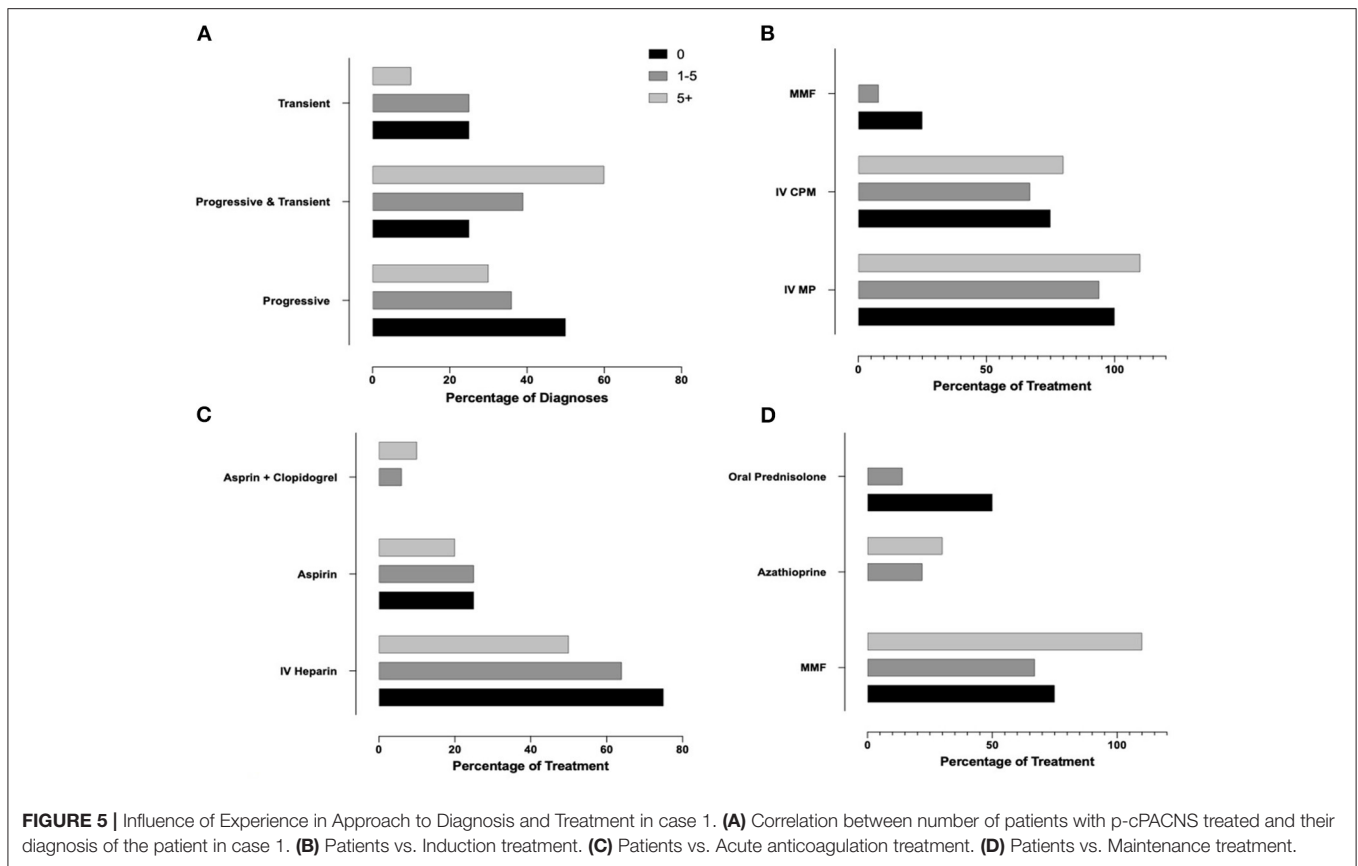 A
0
1-5
5+
Transient
Progressive & Transient
Progressive
0 20 40 60 80
Percentage of Diagnoses
B
MMF
IV CPM
IV MP
0 50 100
Percentage of Treatment
C
Asprin + Clopidogrel
Aspirin
IV Heparin
0 20 40 60 80
Percentage of Treatment
D
Oral Prednisolone
Azathioprine
MMF
0 50 100
Percentage of Treatment
FIGURE 5 | Influence of Experience in Approach to Diagnosis and Treatment in case 1. (A) Correlation between number of patients with p-cPACNS treated and their
diagnosis of the patient in case 1. (B) Patients vs. Induction treatment. (C) Patients vs. Acute anticoagulation treatment. (D) Patients vs. Maintenance treatment.